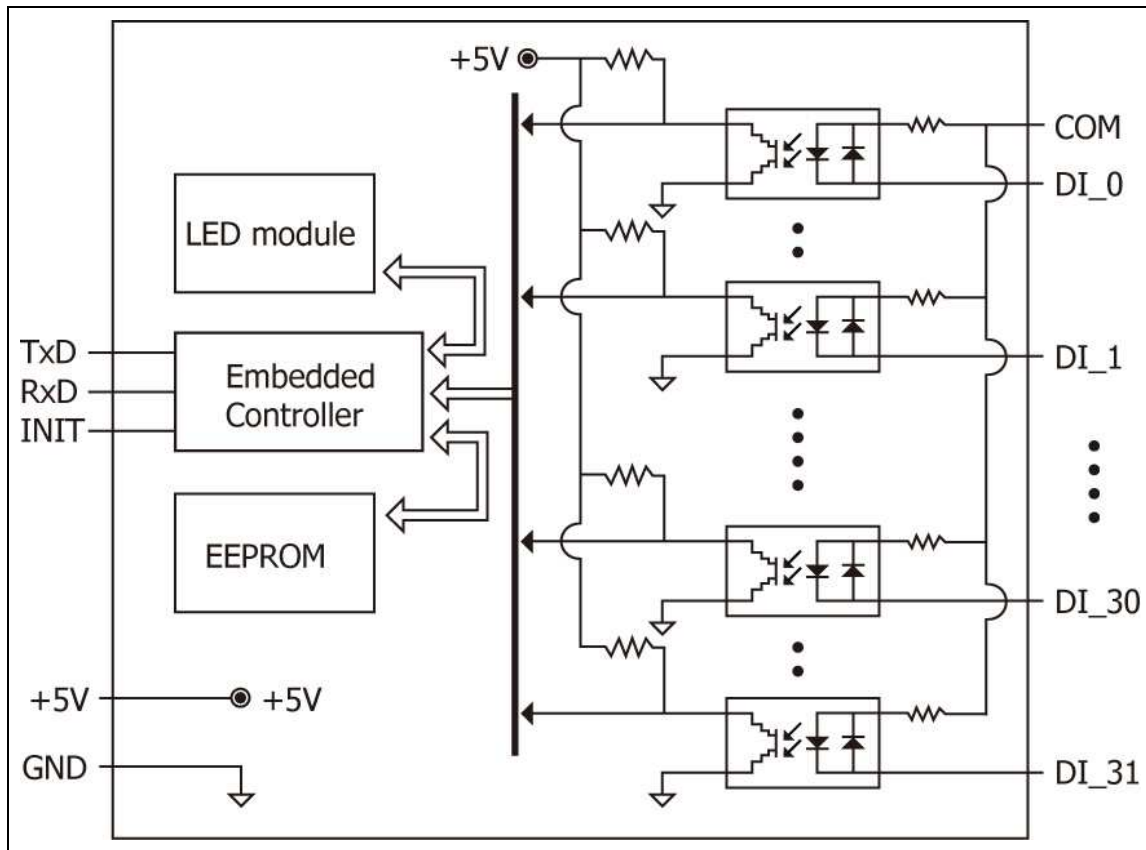 +5V
COM
DI_0
LED module
DI_1
TxD
RxD
INIT
Embedded
Controller
EEPROM
DI_30
+5V
+5V
GND
DI_31